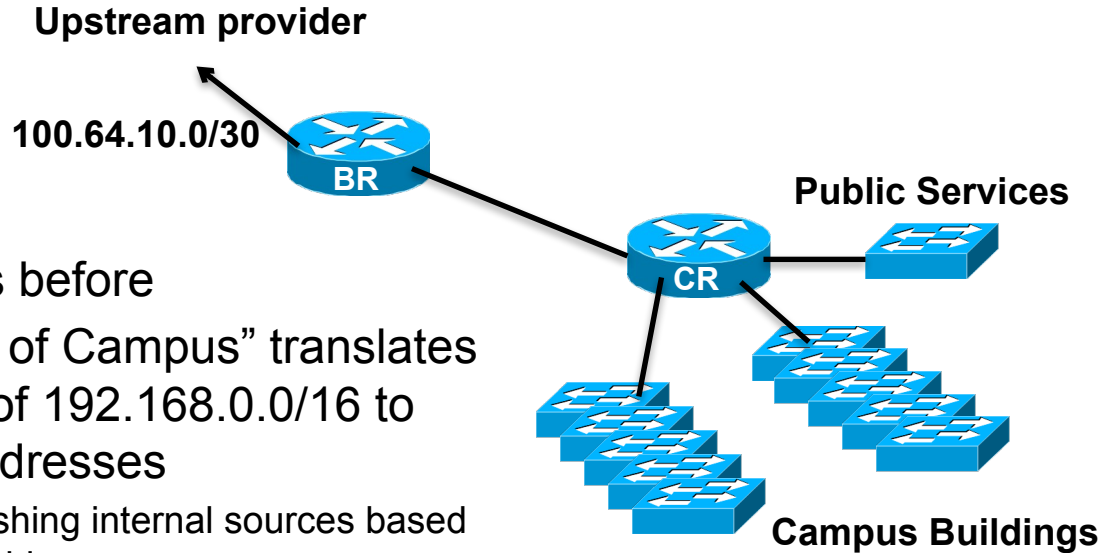 Upstream provider
100.64.10.0/30
BR
Public Services
CR
s before
of Campus” translates
of 192.168.0.0/16 to
dresses
shing internal sources based
Campus Buildings